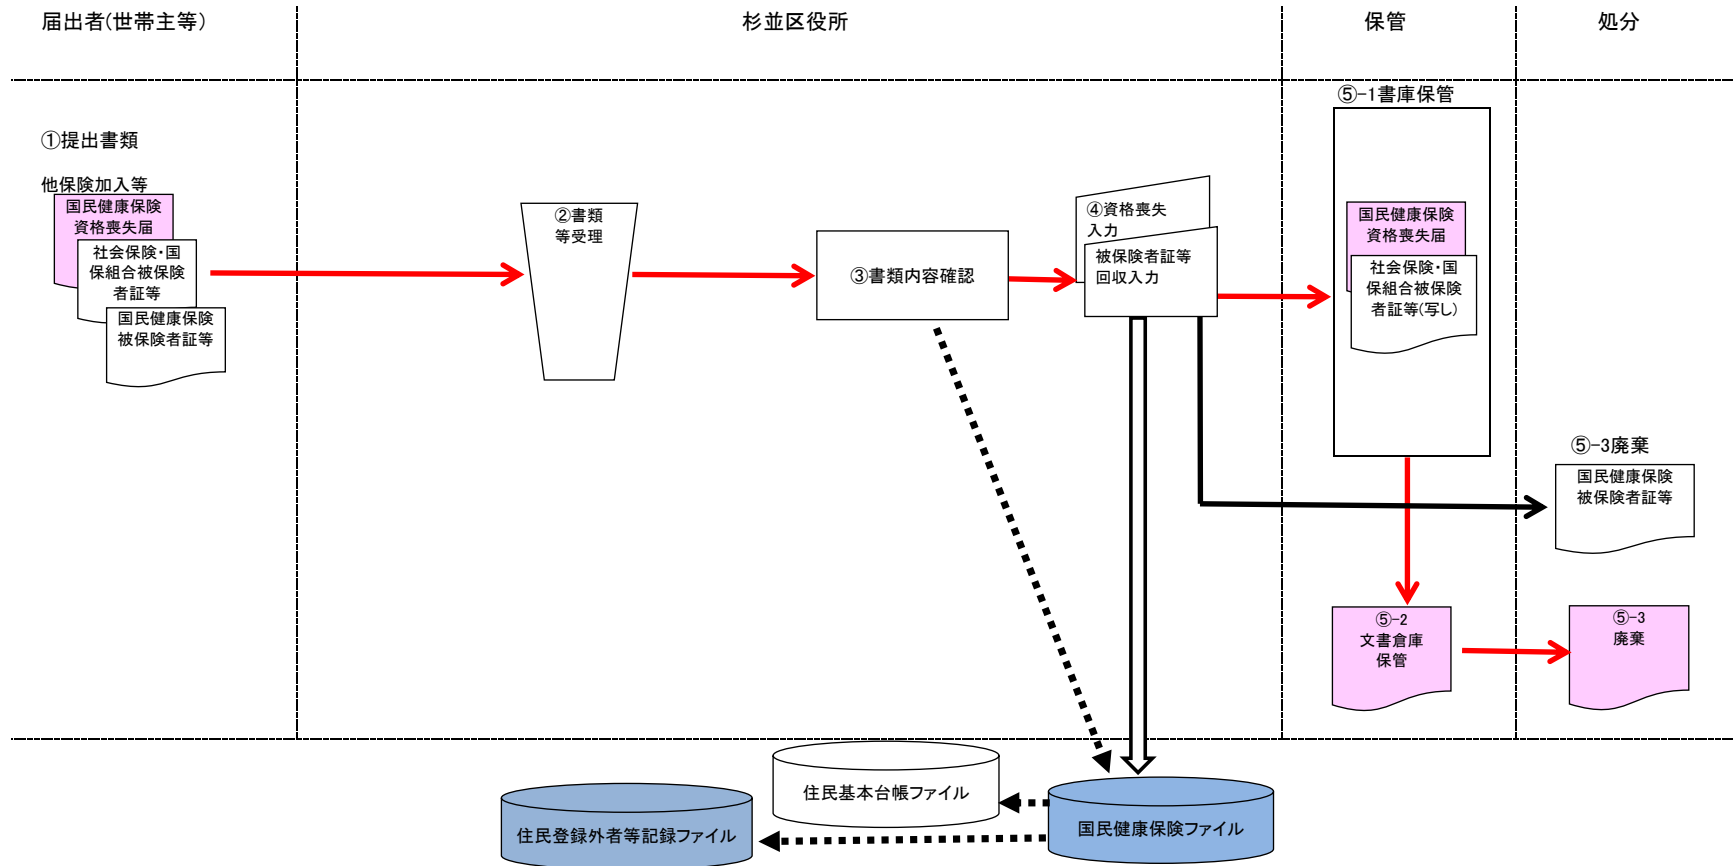 届出者(世帯主等)
杉並区役所
保管
処分
①提出書類
他保険加入等
国民健康保険
資格喪失届
社会保険・国
保組合被保険
者証等
国民健康保険
被保険者証等
②書類
等受理
③書類内容確認
④資格喪失
入力
被保険者証等
回収入力
⑤-1書庫保管
国民健康保険
資格喪失届
社会保険・国
保組合被保険
者証等(写し)
⑤-3廃棄
国民健康保険
被保険者証等
⑤-2
文書倉庫
保管
⑤-3
廃棄
住民基本台帳ファイル
住民登録外者等記録ファイル
国民健康保険ファイル